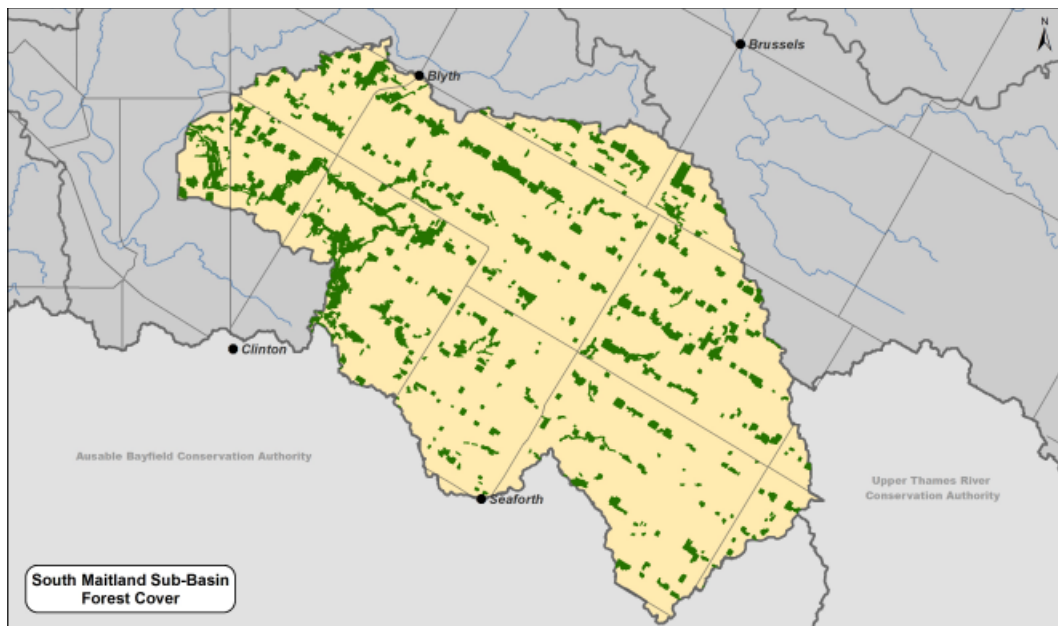 N
Brussels
Blyth
Clinton
Ausable Bayfield Conservation Authority
Upper Thames River
Conservation Authority
Seaforth
South Maitland Sub-Basin
Forest Cover